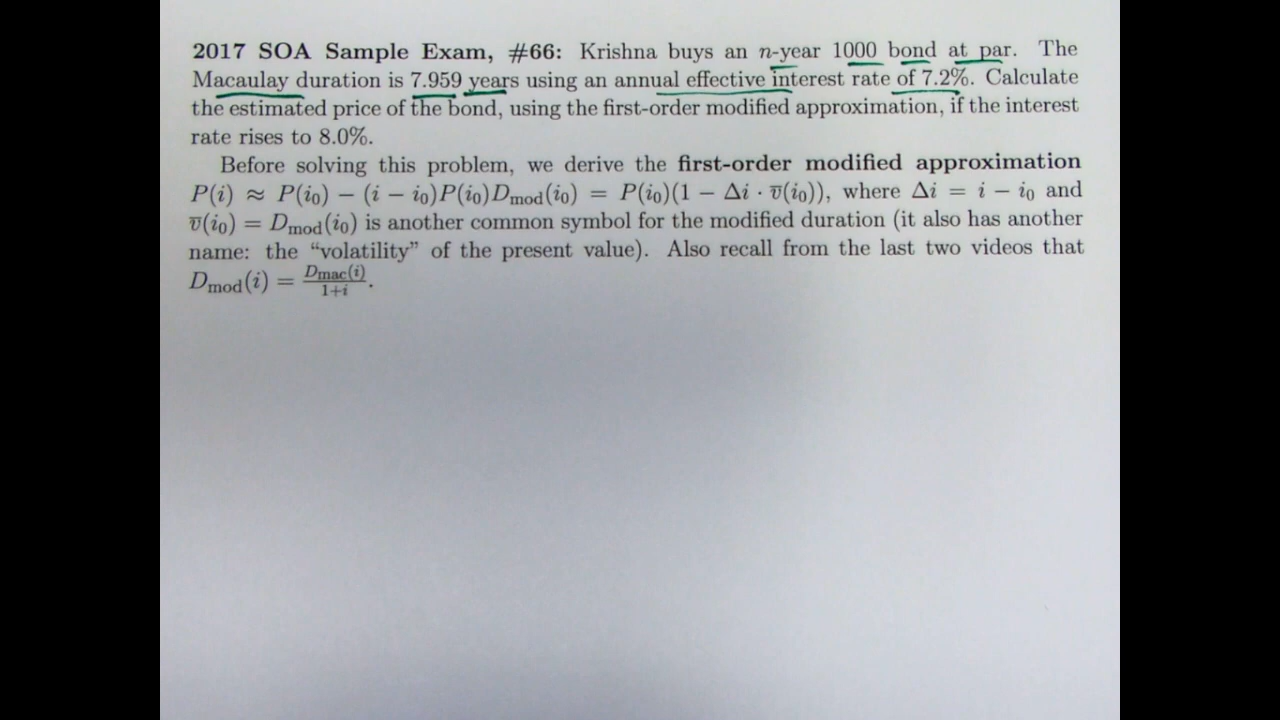 2017 SOA Sample Exam, #66: Krishna buys an n-year 1000 bond at par. The
Macaulay duration is 7.959 years using an annual effective interest rate of 7.2%. Calculate
the estimated price of the bond, using the first-order modified approximation, if the interest
rate rises to 8.0%.
Before solving this problem, we derive the first-order modified approximation
P(i) ≈ P(i₀) − (i − i₀)P(i₀)D_mod(i₀) = P(i₀)(1 − Δi · v̅(i₀)), where Δi = i − i₀ and
v̅(i₀) = D_mod(i₀) is another common symbol for the modified duration (it also has another
name: the “volatility” of the present value). Also recall from the last two videos that
D_mod(i) = D_mac(i)/1+i.